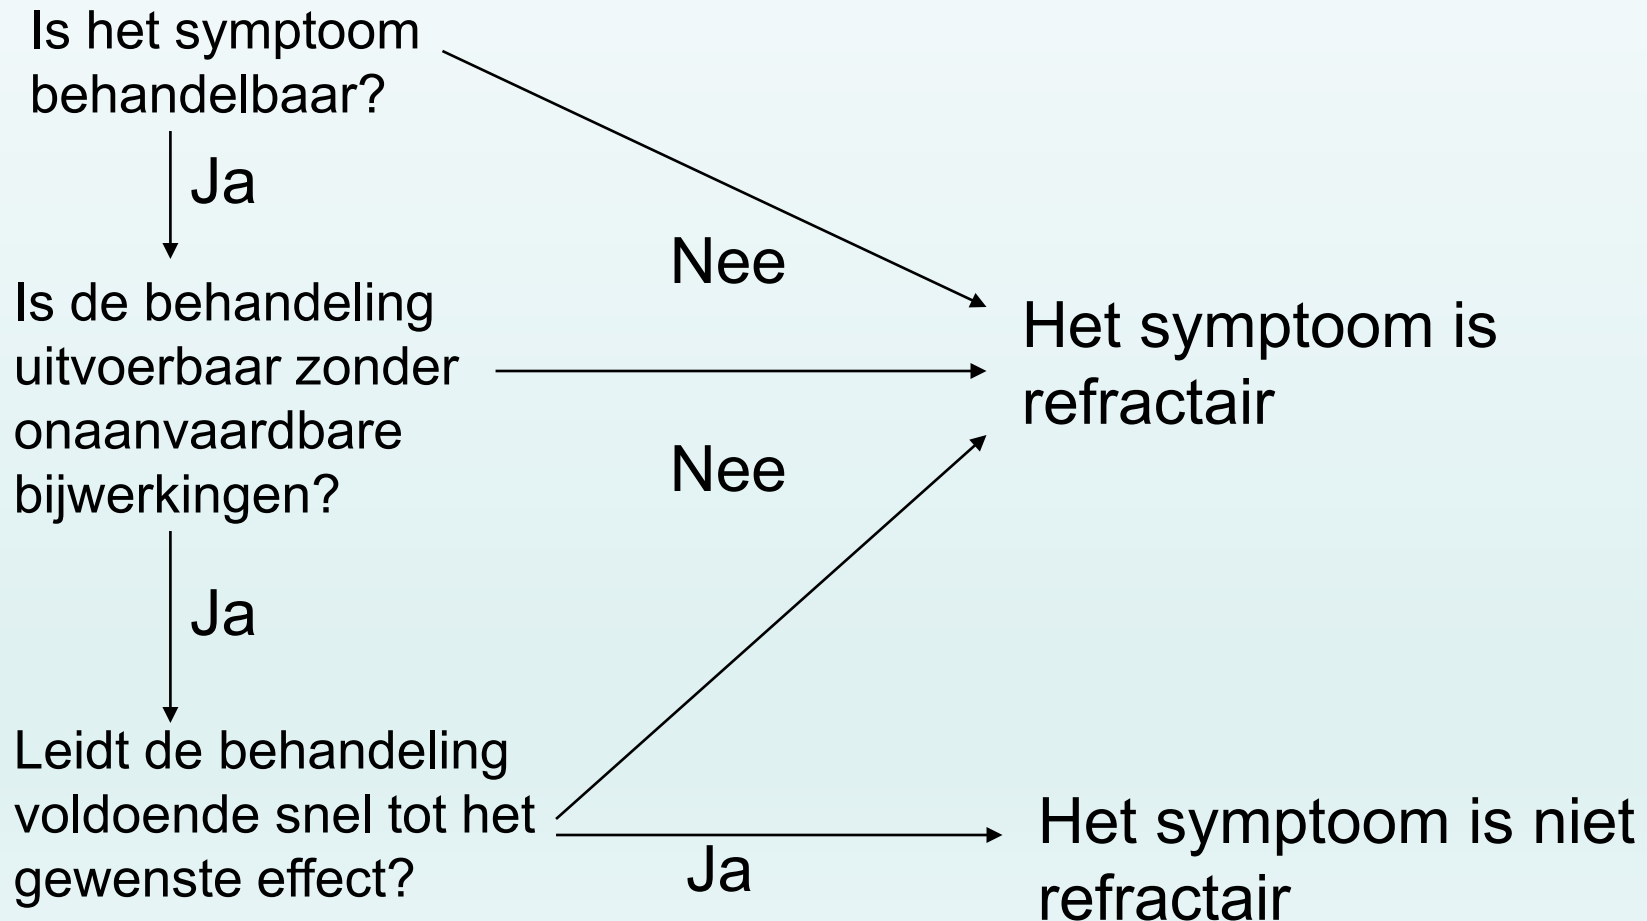 Is het symptoom
behandelbaar?
Ja
Nee
Is de behandeling
uitvoerbaar zonder
onaanvaardbare
bijwerkingen?
Het symptoom is
refractair
Nee
Ja
Leidt de behandeling
voldoende snel tot het
gewenste effect?
Ja
Het symptoom is niet
refractair